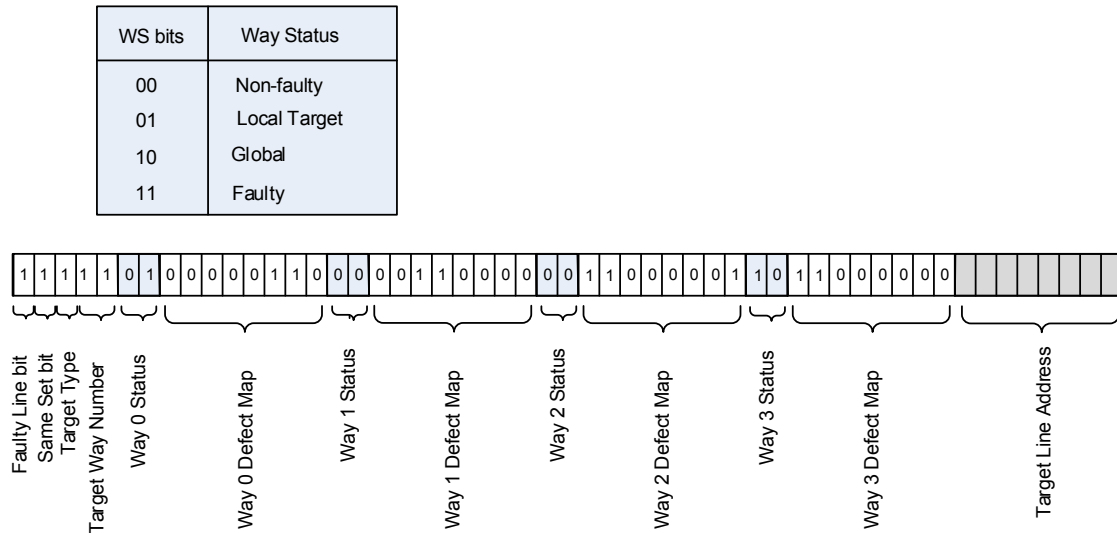 WS bits Way Status
00 Non-faulty
01 Local Target
10 Global
11 Faulty
1 1 1 1 1 0 1 0 0 0 0 0 1 1 0 0 0 0 0 1 1 0 0 0 0 0 0 1 1 0 0 0 0 0 1 1 0 1 1 0 0 0 0 0 0
Faulty Line bit
Same Set bit
Target Type
Target Way Number
Way 0 Status
Way 0 Defect Map
Way 1 Status
Way 1 Defect Map
Way 2 Status
Way 2 Defect Map
Way 3 Status
Way 3 Defect Map
Target Line Address